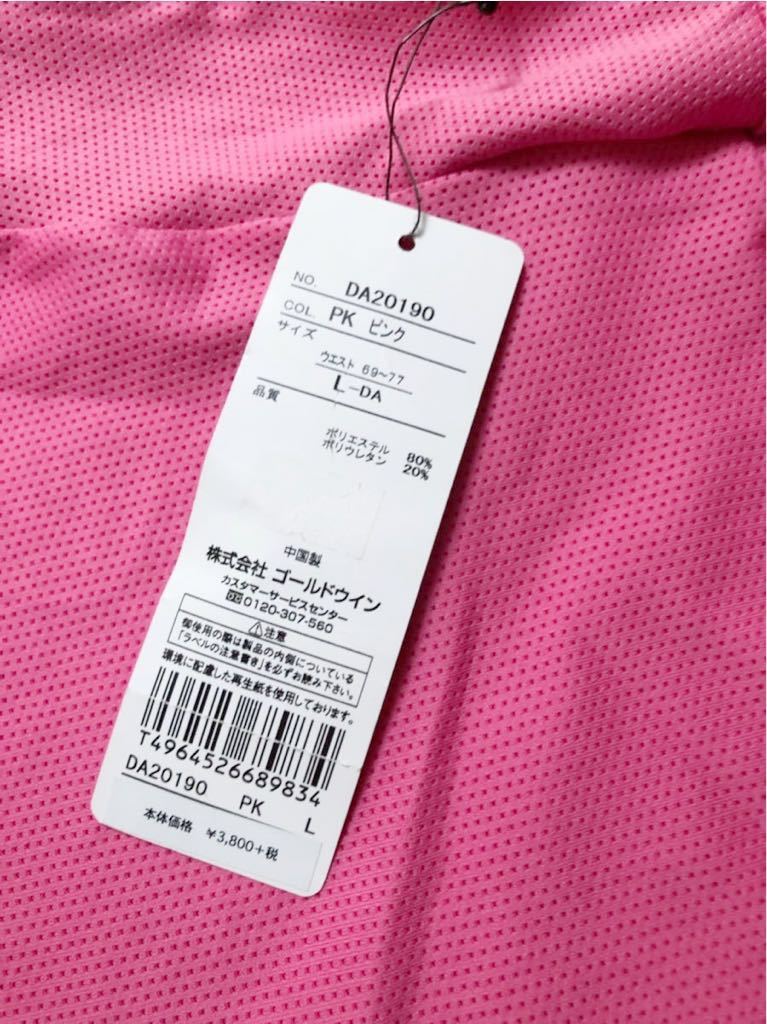 NO. DA20190
COL. PK ピンク
サイズ
ウエスト 69~77
L-DA
品質
ポリエステル 80%
ポリウレタン 20%
中国製
株式会社 ゴールドウイン
カスタマーサービスセンター
0120-307-560
⚠注意
御使用の際は製品の内側についている
「ラベルの注意書き」を必ずお読み下さい。
環境に配慮した再生紙を使用しております。
T4964526689834
DA20190 PK L
本体価格 ¥3,800+税